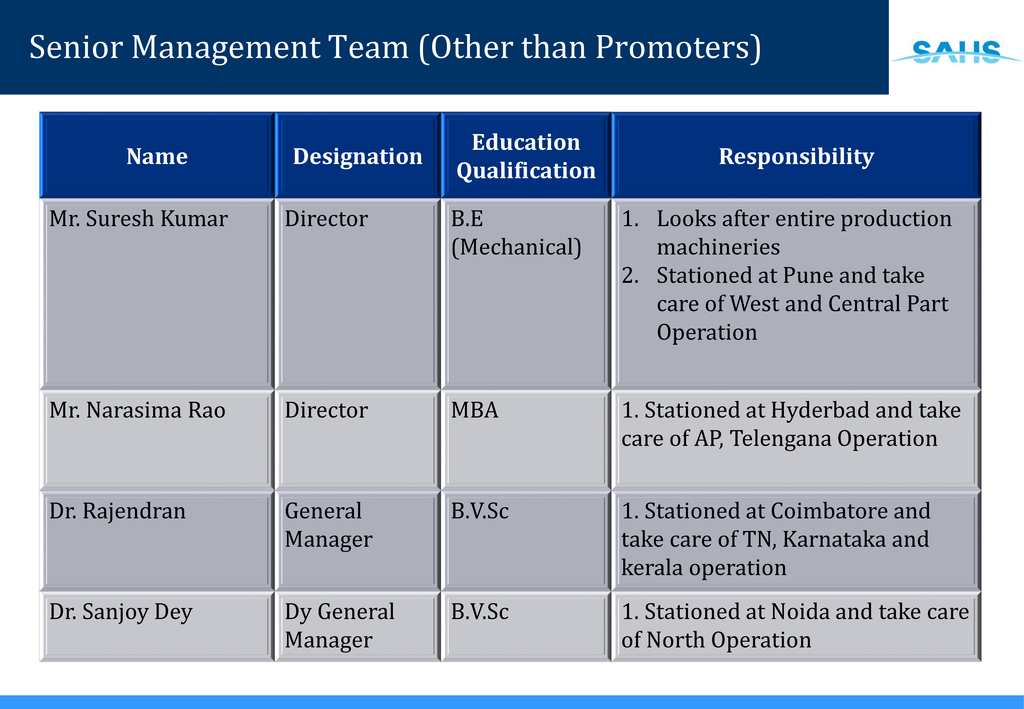 Senior Management Team (Other than Promoters)
SAHS
Name
Designation
Education
Qualification
Responsibility
Mr. Suresh Kumar
Director
B.E
(Mechanical)
1. Looks after entire production
machineries
2. Stationed at Pune and take
care of West and Central Part
Operation
Mr. Narasima Rao
Director
MBA
1. Stationed at Hyderbad and take
care of AP, Telengana Operation
Dr. Rajendran
General
Manager
B.V.Sc
1. Stationed at Coimbatore and
take care of TN, Karnataka and
kerala operation
Dr. Sanjoy Dey
Dy General
Manager
B.V.Sc
1. Stationed at Noida and take care
of North Operation